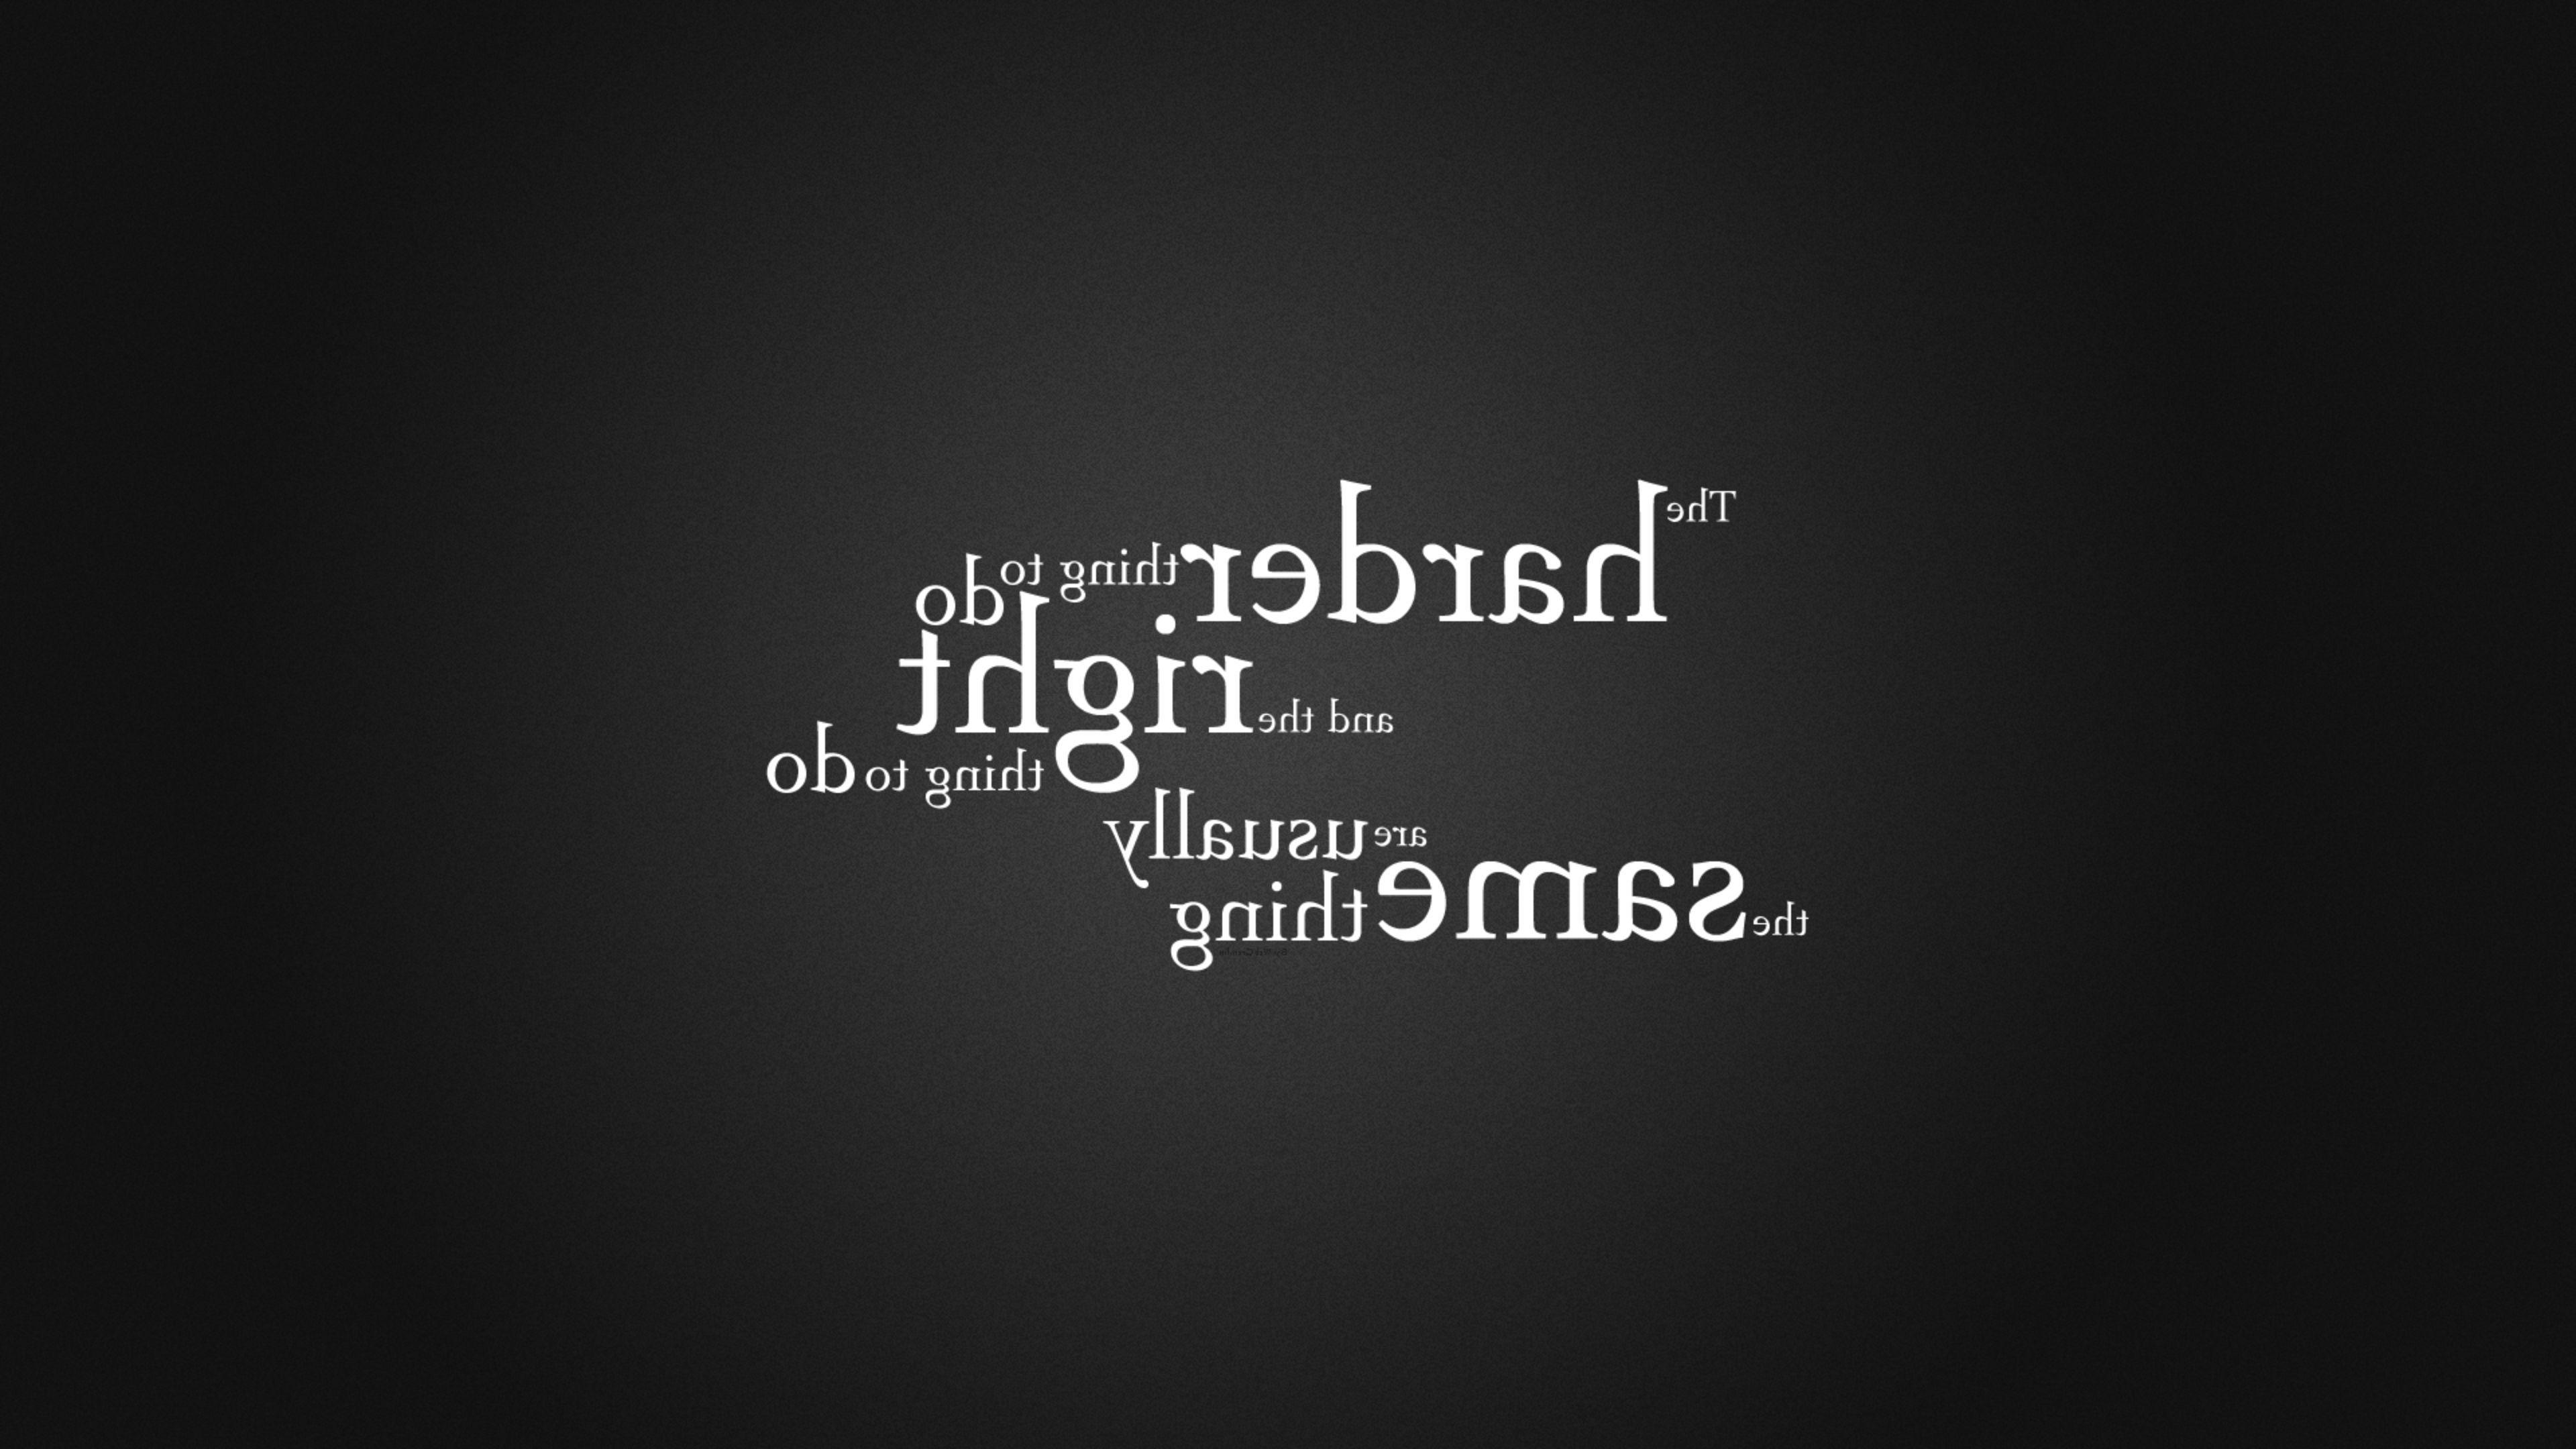 The harder thing to do
and the right thing to do
are usually
the same thing